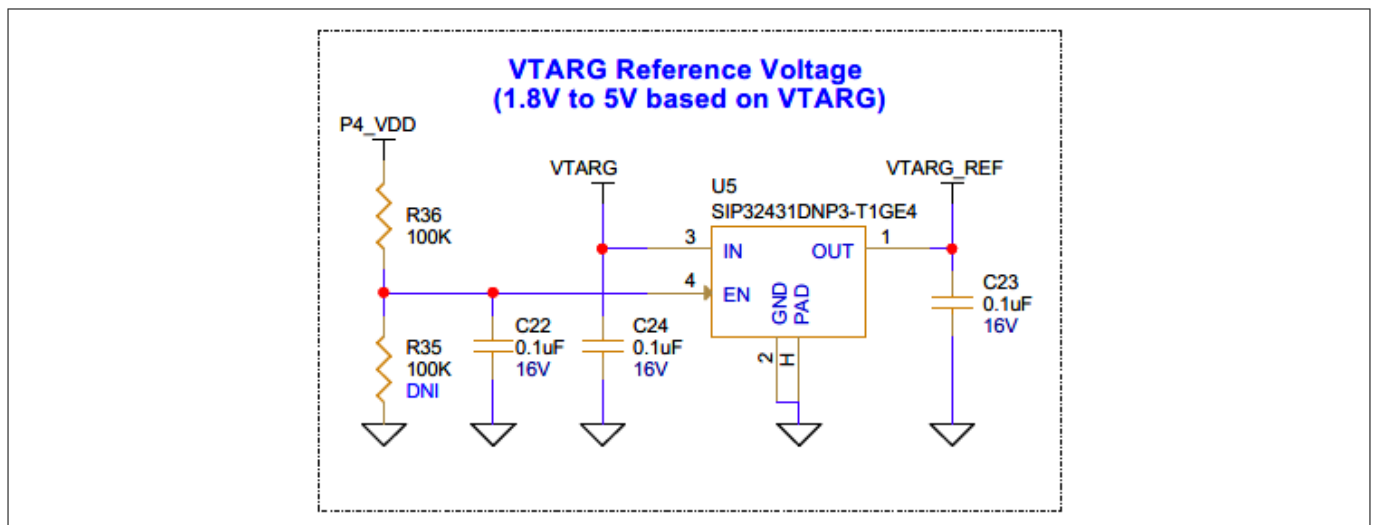 VTARG Reference Voltage
(1.8V to 5V based on VTARG)
P4_VDD
R36
100K
R35
100K
DNI
C22
0.1uF
16V
VTARG
C24
0.1uF
16V
U5
SIP32431DNP3-T1GE4
3
IN
OUT
1
4
EN
GND
PAD
2
H
VTARG_REF
C23
0.1uF
16V